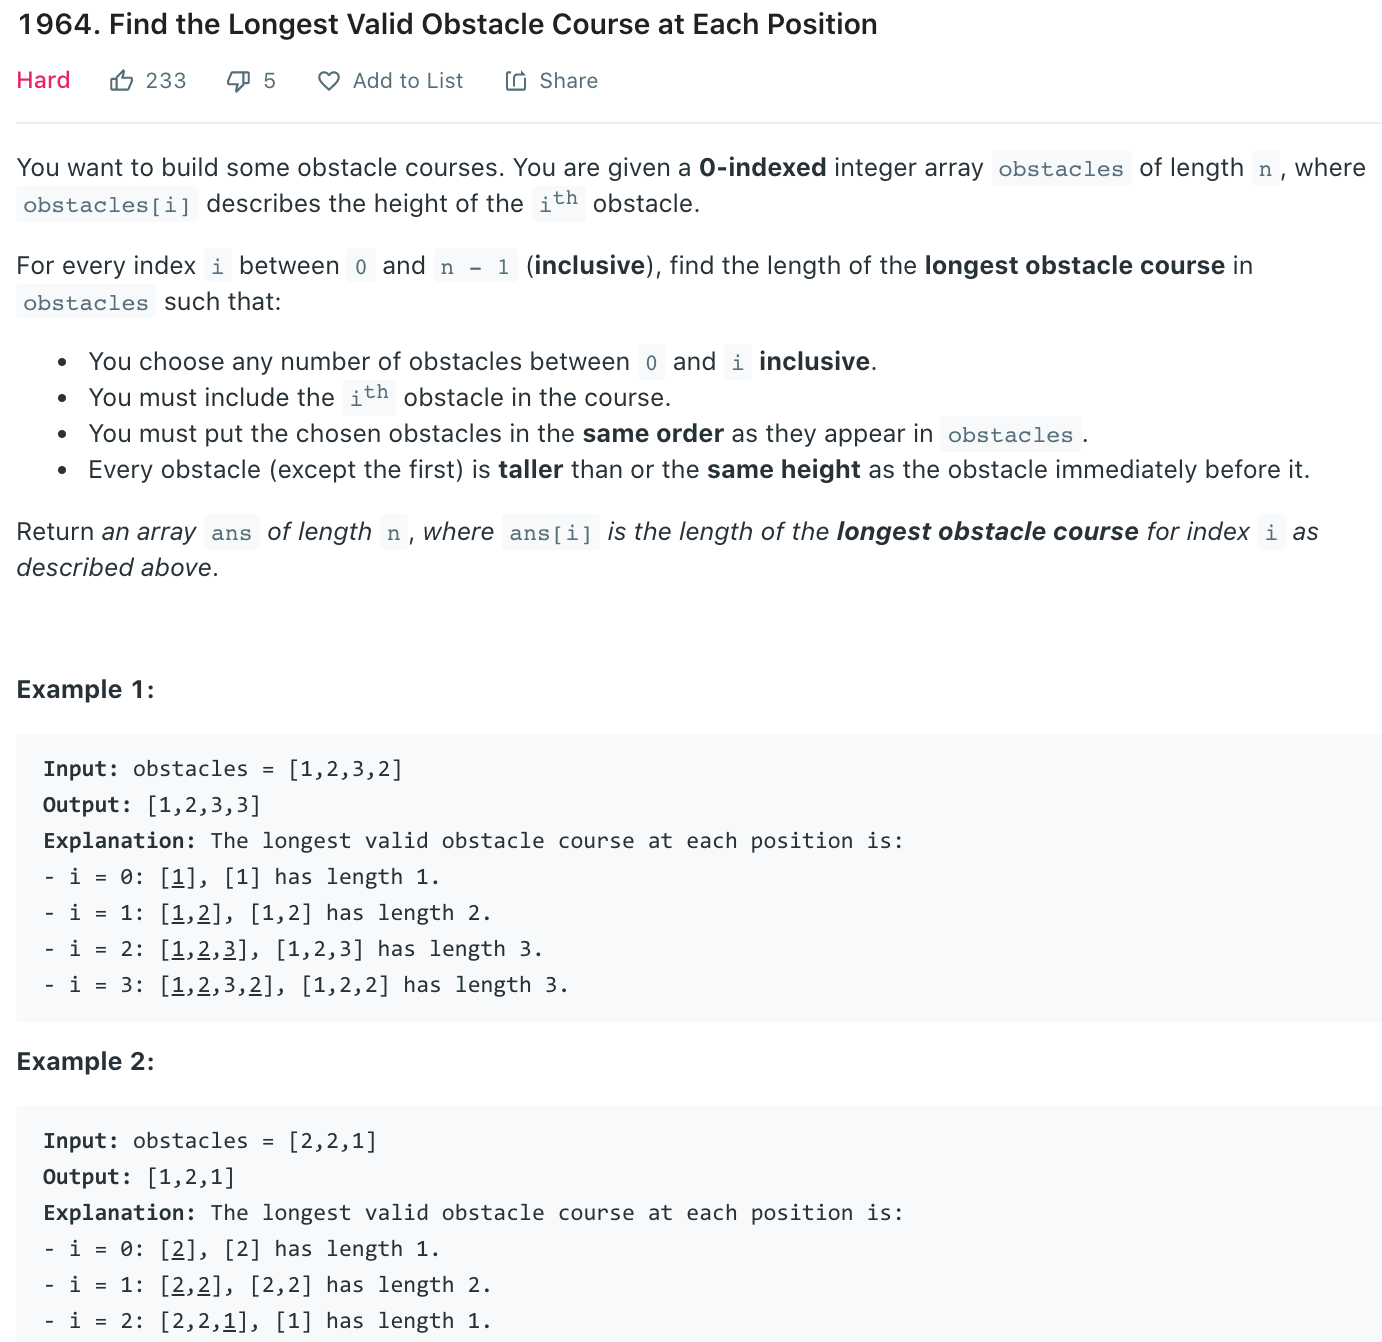 1964. Find the Longest Valid Obstacle Course at Each Position
Hard 233 5 Add to List Share
You want to build some obstacle courses. You are given a 0-indexed integer array obstacles of length n, where
obstacles[i] describes the height of the ith obstacle.
For every index i between 0 and n - 1 (inclusive), find the length of the longest obstacle course in
obstacles such that:
• You choose any number of obstacles between 0 and i inclusive.
• You must include the ith obstacle in the course.
• You must put the chosen obstacles in the same order as they appear in obstacles.
• Every obstacle (except the first) is taller than or the same height as the obstacle immediately before it.
Return an array ans of length n, where ans[i] is the length of the longest obstacle course for index i as
described above.
Example 1:
Input: obstacles = [1,2,3,2]
Output: [1,2,3,3]
Explanation: The longest valid obstacle course at each position is:
- i = 0: [1], [1] has length 1.
- i = 1: [1,2], [1,2] has length 2.
- i = 2: [1,2,3], [1,2,3] has length 3.
- i = 3: [1,2,3,2], [1,2,2] has length 3.
Example 2:
Input: obstacles = [2,2,1]
Output: [1,2,1]
Explanation: The longest valid obstacle course at each position is:
- i = 0: [2], [2] has length 1.
- i = 1: [2,2], [2,2] has length 2.
- i = 2: [2,2,1], [1] has length 1.